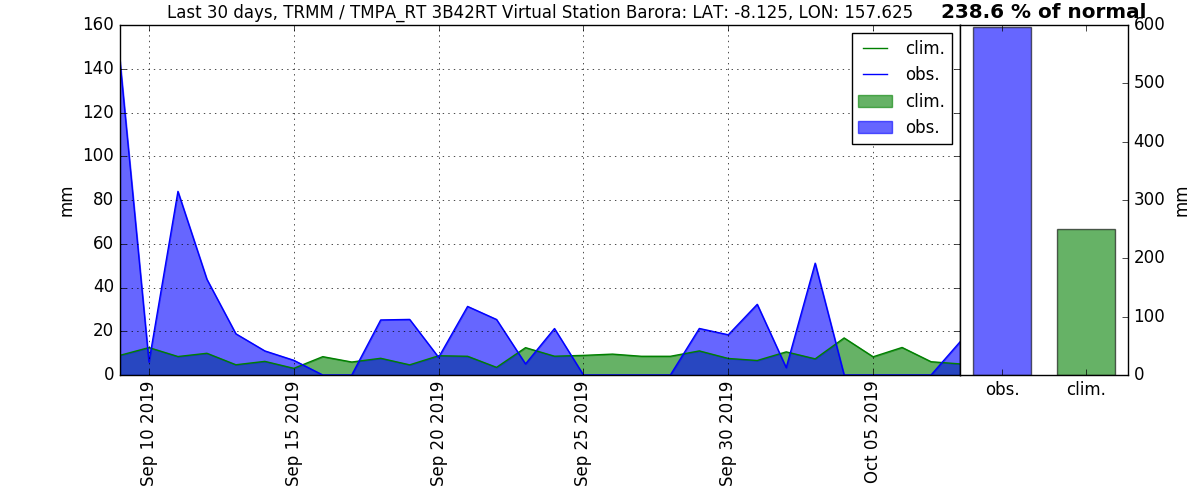 Last 30 days, TRMM / TMPA_RT 3B42RT Virtual Station Barora: LAT: -8.125, LON: 157.625
238.6 % of normal
160
140
120
100
80
60
40
20
0
mm
clim.
obs.
clim.
obs.
Sep 10 2019
Sep 15 2019
Sep 20 2019
Sep 25 2019
Sep 30 2019
Oct 05 2019
600
500
400
300
200
100
0
mm
obs.
clim.